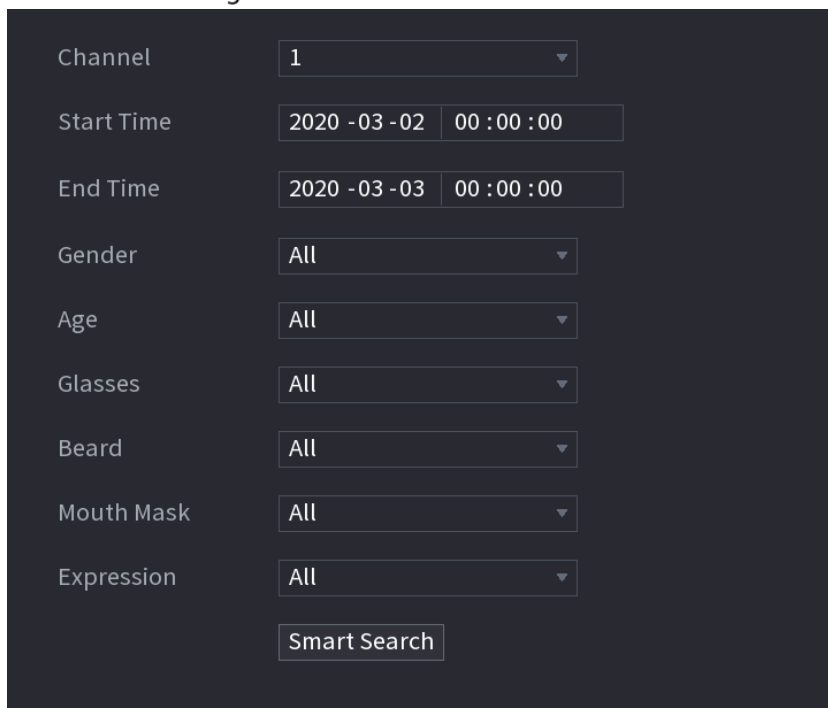 Channel 1
Start Time 2020 -03 -02 00 : 00 : 00
End Time 2020 -03 -03 00 : 00 : 00
Gender All
Age All
Glasses All
Beard All
Mouth Mask All
Expression All
Smart Search